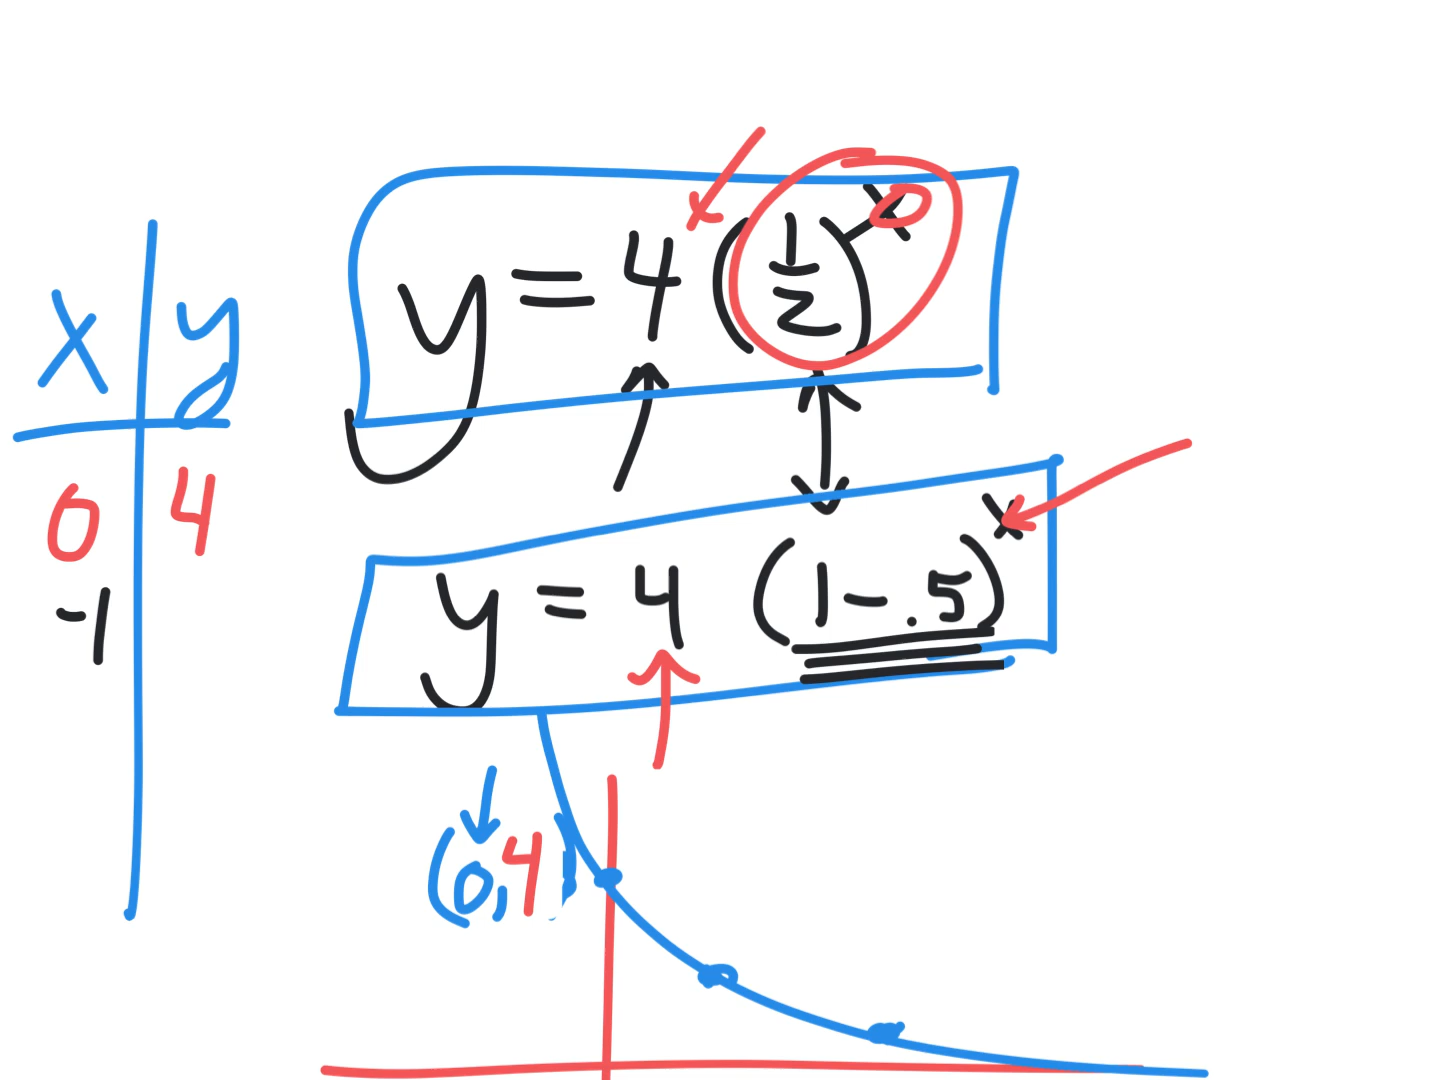 y = 4 (1/2)^x 0
x y
0 4
-1
y = 4 (1 - .5)^x
(0, 4)